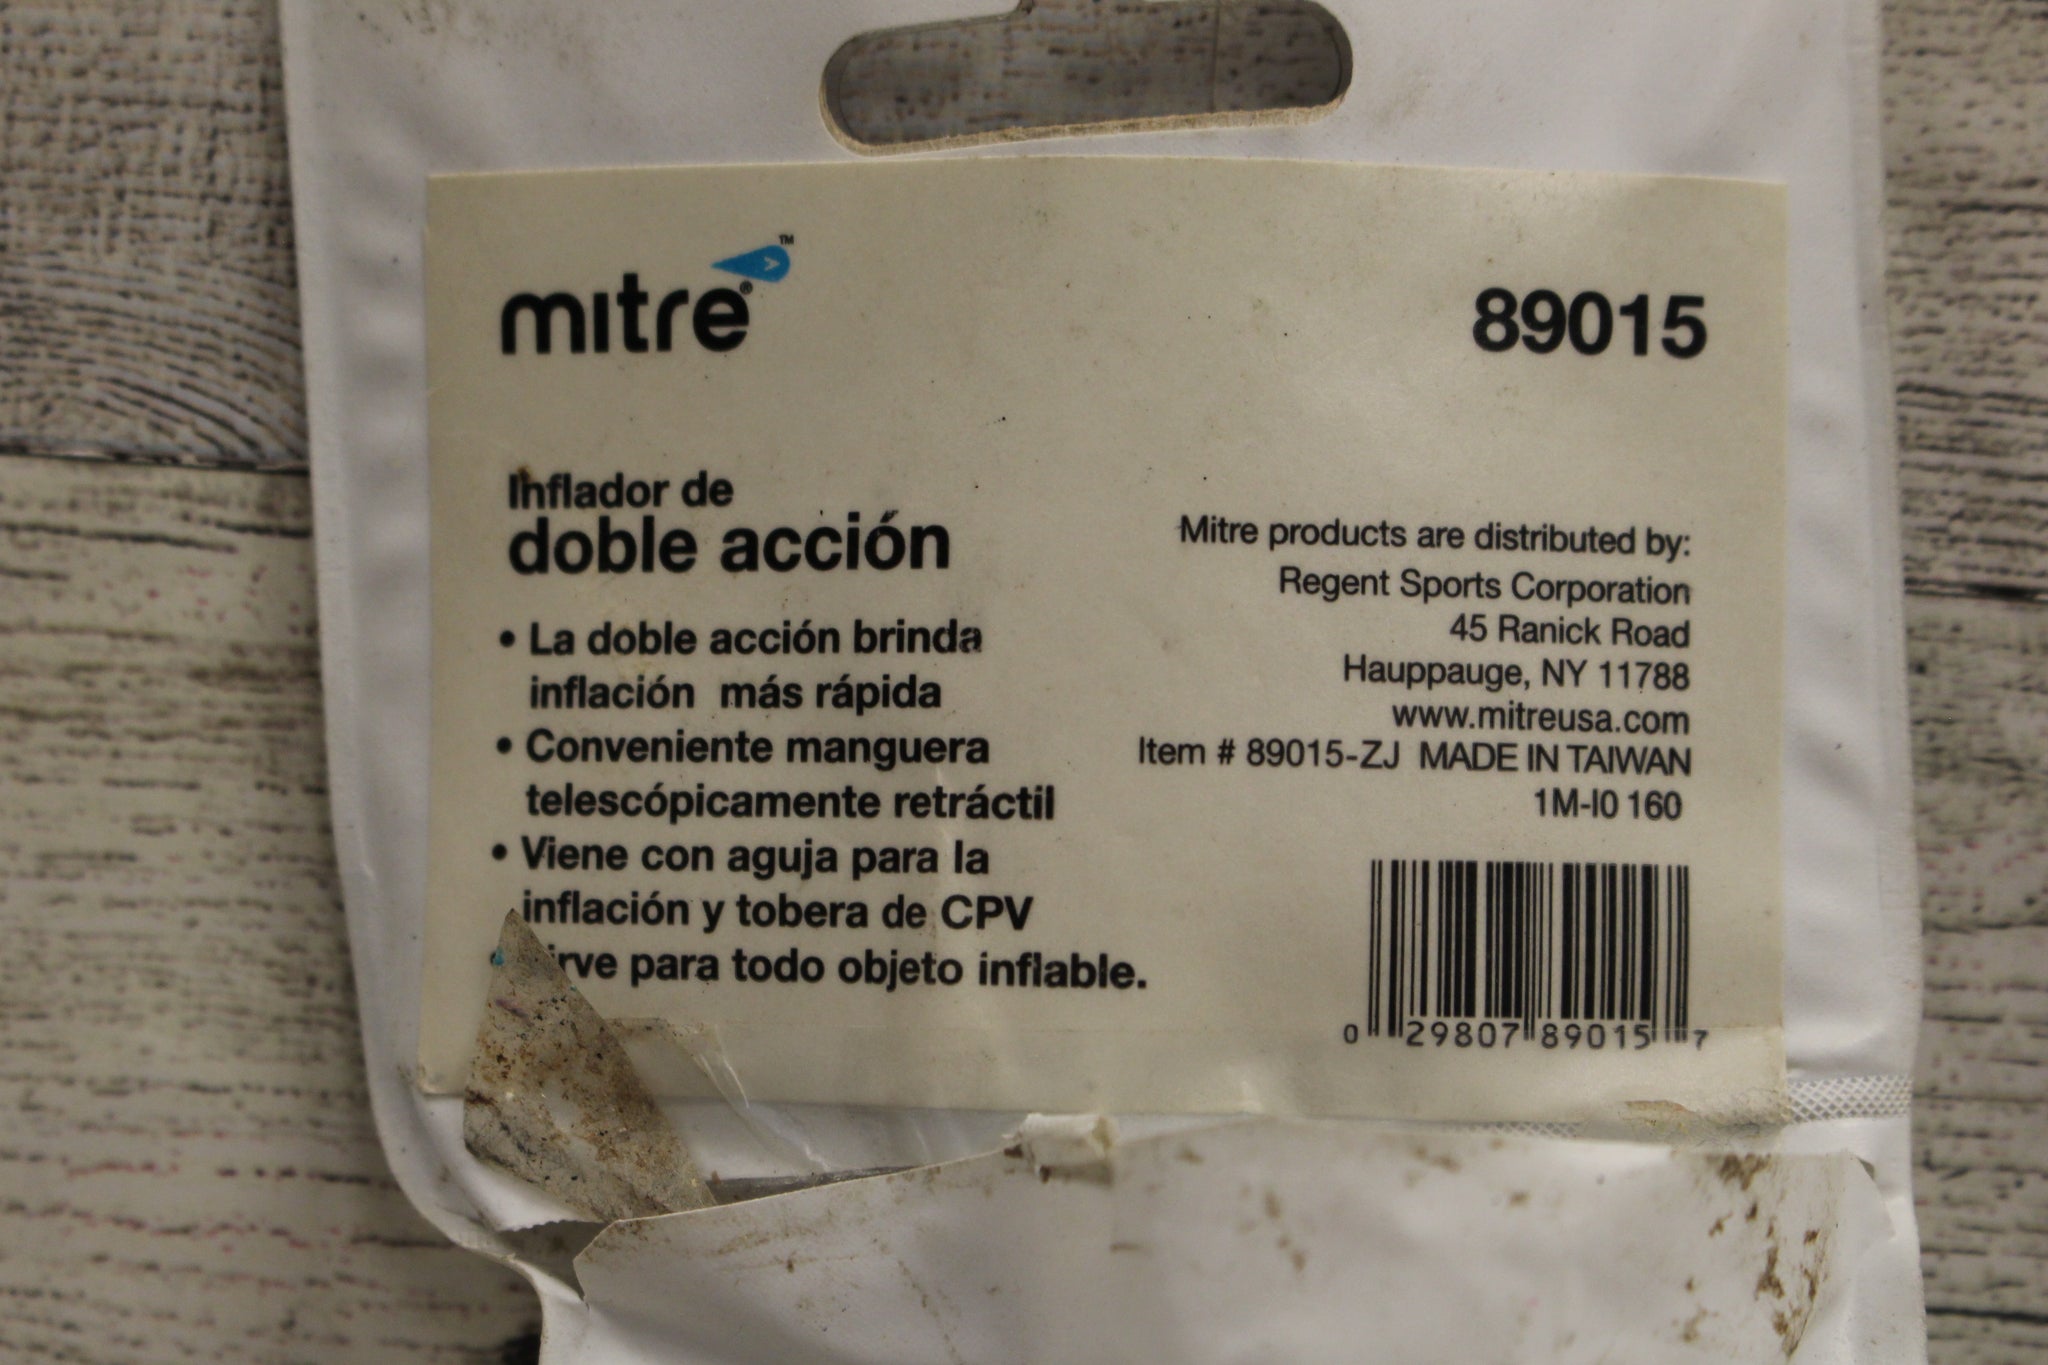 mitre® ™
89015
Inflador de
doble acción
• La doble acción brinda
inflación más rápida
• Conveniente manguera
telescópicamente retráctil
• Viene con aguja para la
inflación y tobera de CPV
para todo objeto inflable.
Mitre products are distributed by:
Regent Sports Corporation
45 Ranick Road
Hauppauge, NY 11788
www.mitreusa.com
Item # 89015-ZJ MADE IN TAIWAN
1M-I0 160
0 29807 89015 7